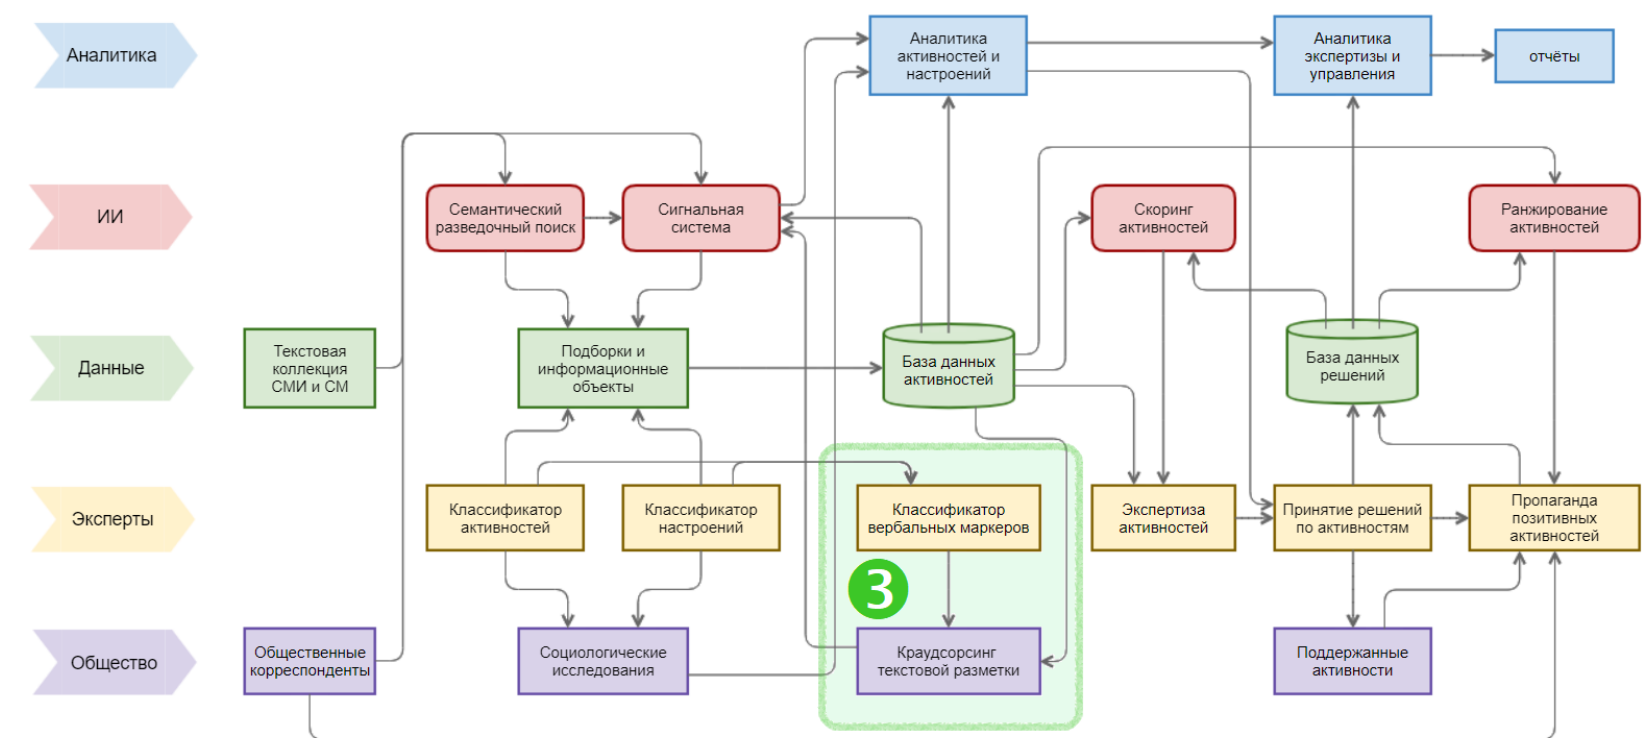 Аналитика
Аналитика
активностей и
настроений
Аналитика
экспертизы и
управления
отчёты
ИИ
Семантический
разведочный поиск
Сигнальная
система
Скоринг
активностей
Ранжирование
активностей
Данные
Текстовая
коллекция
СМИ и СМ
Подборки и
информационные
объекты
База данных
активностей
База данных
решений
Эксперты
Классификатор
активностей
Классификатор
настроений
Классификатор
вербальных маркеров
Экспертиза
активностей
Принятие решений
по активностям
Пропаганда
позитивных
активностей
3
Общество
Общественные
корреспонденты
Социологические
исследования
Краудсорсинг
текстовой разметки
Поддержанные
активности